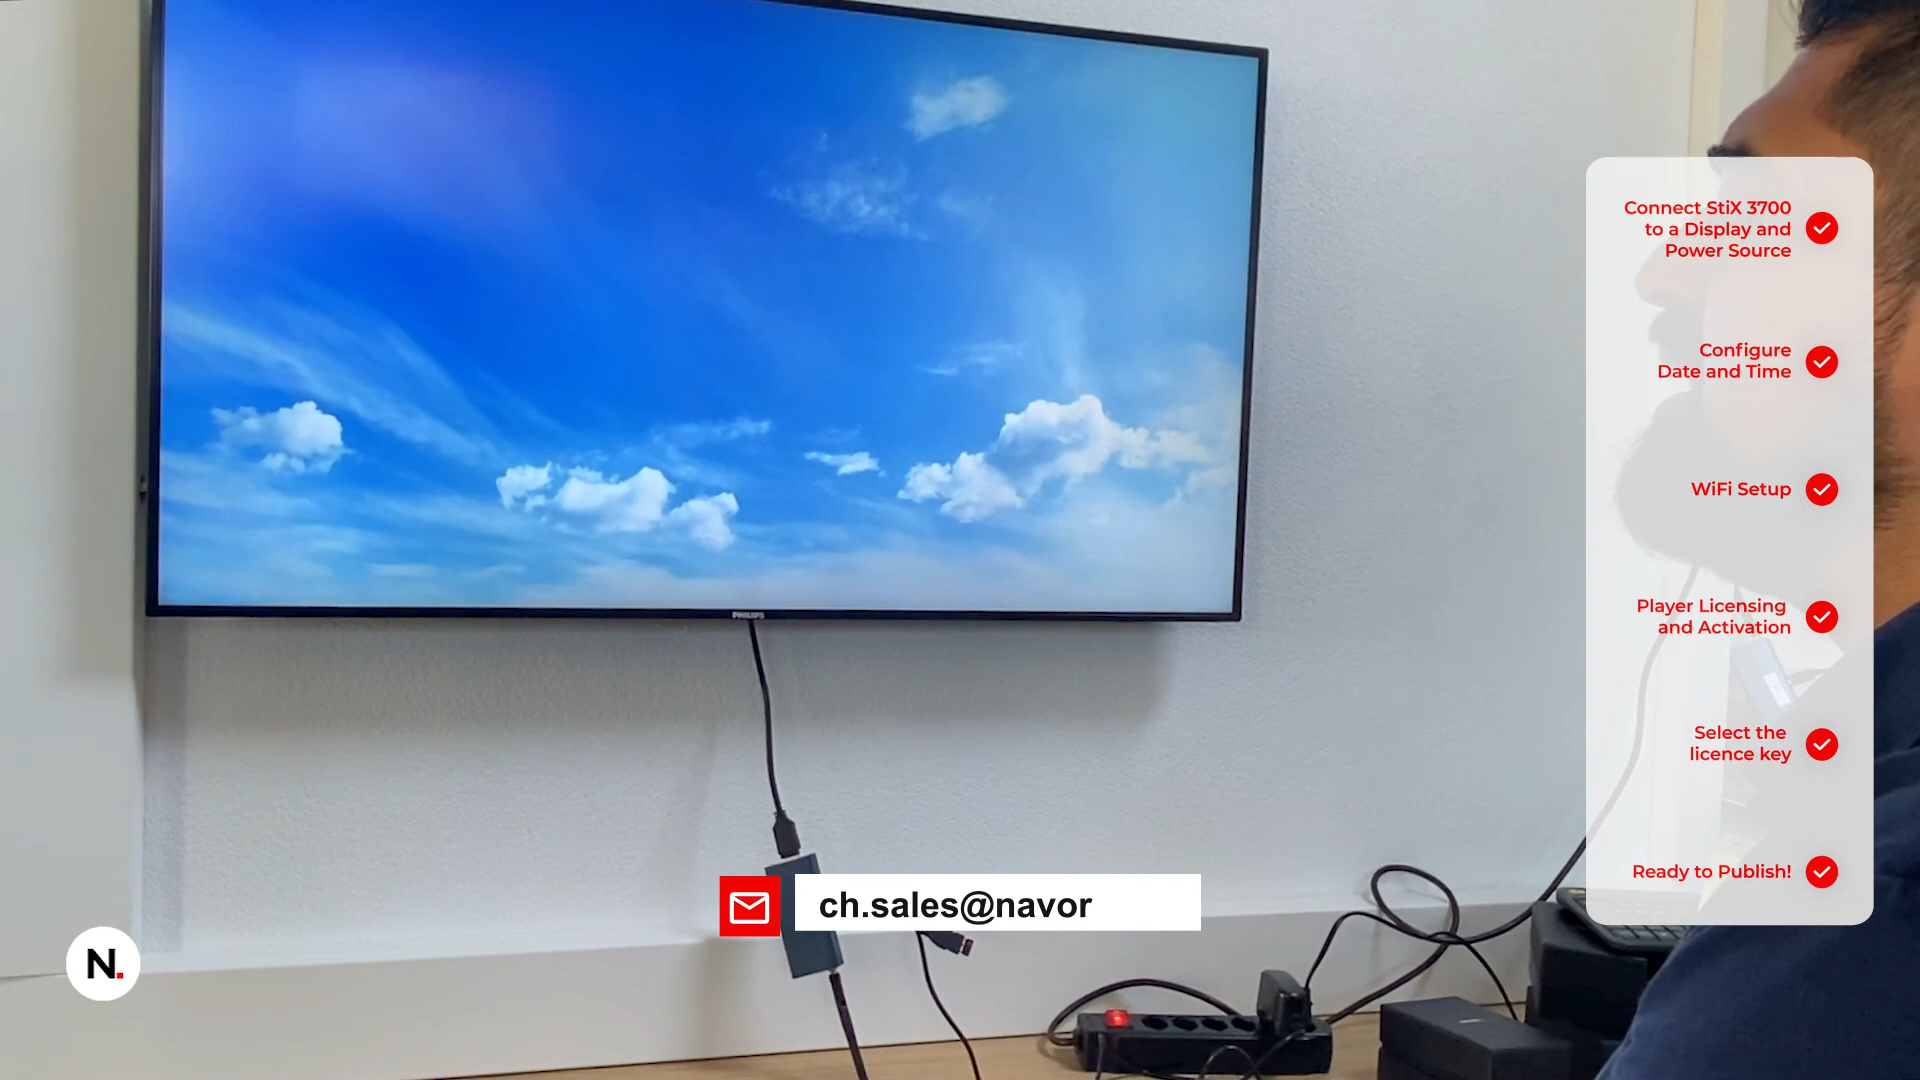 Connect StiX 3700
to a Display and
Power Source
Configure
Date and Time
WiFi Setup
Player Licensing
and Activation
Select the
licence key
Ready to Publish!
PHILIPS
ch.sales@navor
N.